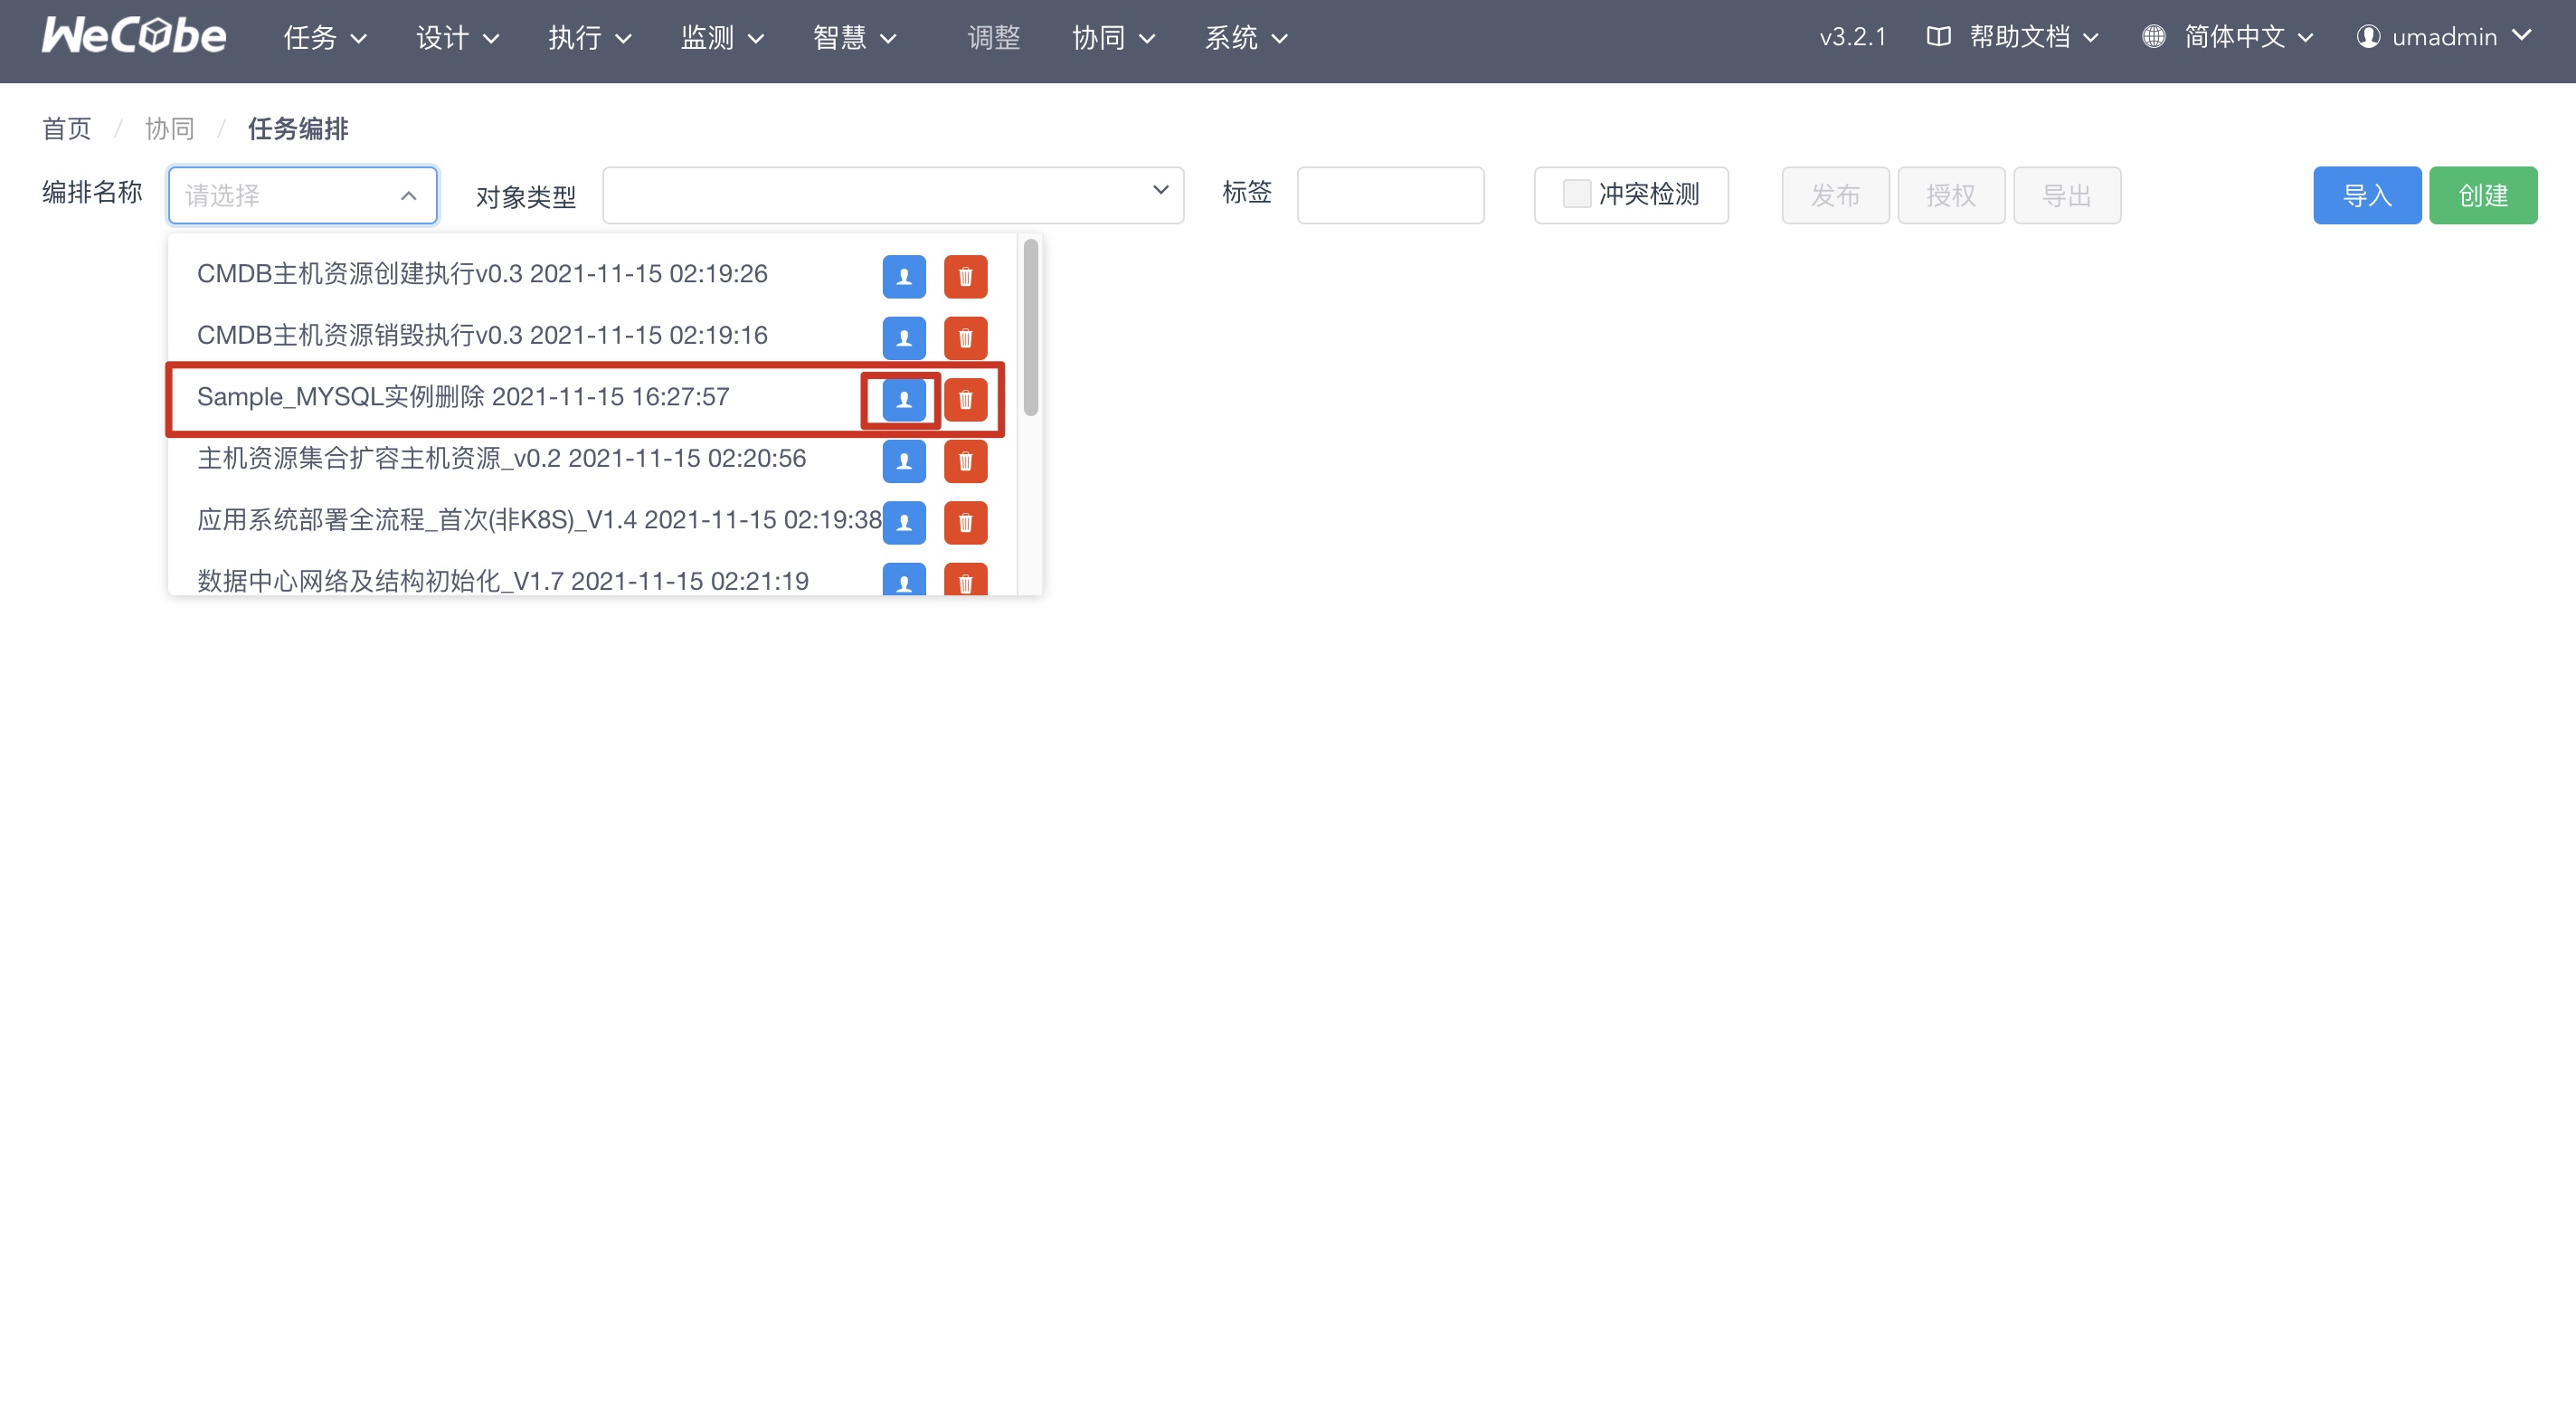 WeCube 任务 设计 执行 监测 智慧 调整 协同 系统 v3.2.1 帮助文档 简体中文 umadmin
首页 / 协同 / 任务编排
编排名称 请选择 对象类型 标签 冲突检测 发布 授权 导出 导入 创建
CMDB主机资源创建执行v0.3 2021-11-15 02:19:26
CMDB主机资源销毁执行v0.3 2021-11-15 02:19:16
Sample_MYSQL实例删除 2021-11-15 16:27:57
主机资源集合扩容主机资源_v0.2 2021-11-15 02:20:56
应用系统部署全流程_首次(非K8S)_V1.4 2021-11-15 02:19:38
数据中心网络及结构初始化_V1.7 2021-11-15 02:21:19